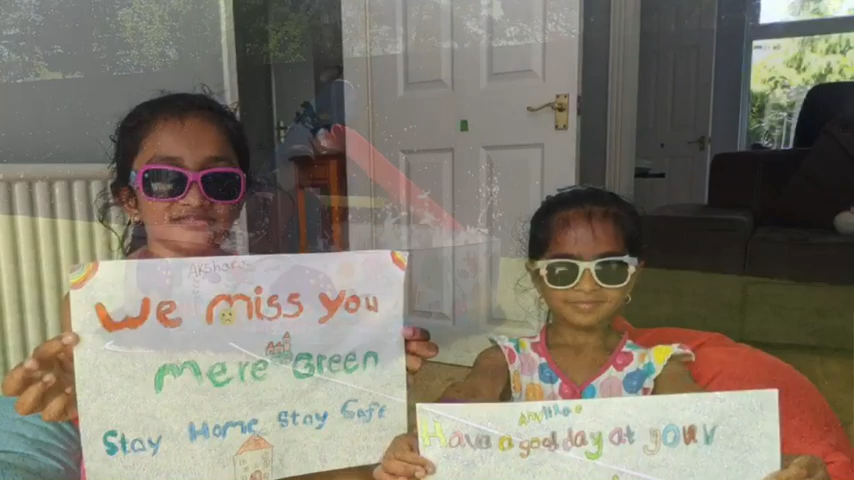 Akshara
We miss you
Mere Green
Stay Home Stay Safe
Have a good day at your